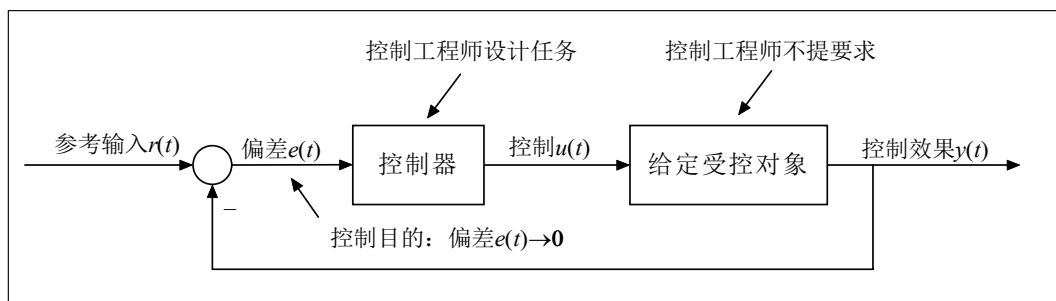 控制工程师设计任务
控制工程师不提要求
参考输入r(t)
偏差e(t)
控制器
控制u(t)
给定受控对象
控制效果y(t)
−
控制目的：偏差e(t)→0